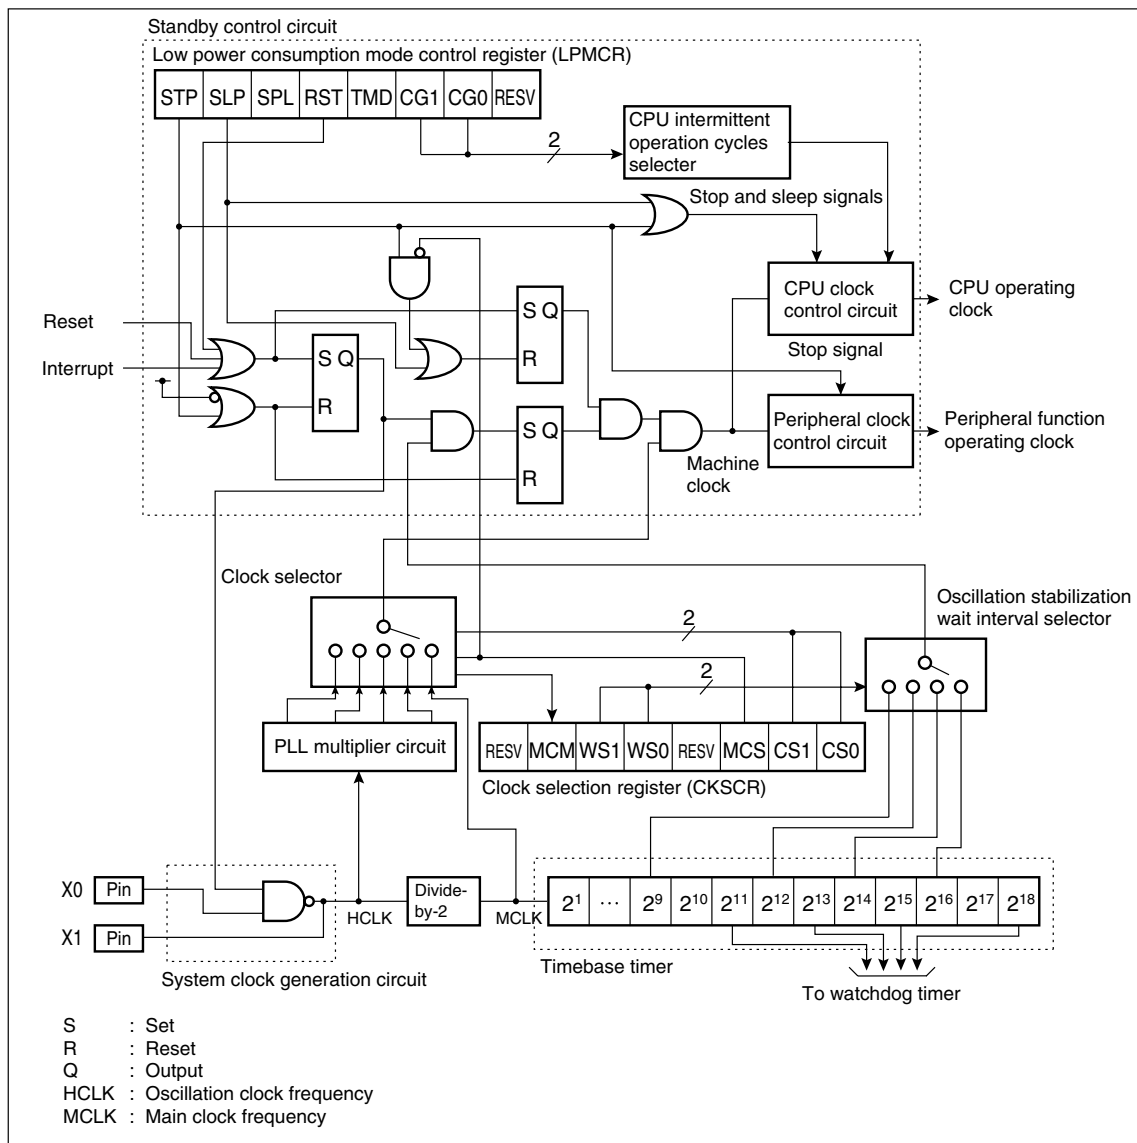 Standby control circuit
Low power consumption mode control register (LPMCR)
STP SLP SPL RST TMD CG1 CG0 RESV
2
CPU intermittent
operation cycles
selecter
Stop and sleep signals
CPU clock
control circuit
CPU operating
clock
Stop signal
Peripheral clock
control circuit
Peripheral function
operating clock
Reset
Interrupt
S Q
R
S Q
R
S Q
R
Machine
clock
Clock selector
2
2
Oscillation stabilization
wait interval selector
PLL multiplier circuit
RESV MCM WS1 WS0 RESV MCS CS1 CS0
Clock selection register (CKSCR)
X0 Pin
X1 Pin
HCLK
Divide-
by-2
MCLK
2¹ ··· 2⁹ 2¹⁰ 2¹¹ 2¹² 2¹³ 2¹⁴ 2¹⁵ 2¹⁶ 2¹⁷ 2¹⁸
System clock generation circuit
Timebase timer
To watchdog timer
S : Set
R : Reset
Q : Output
HCLK : Oscillation clock frequency
MCLK : Main clock frequency